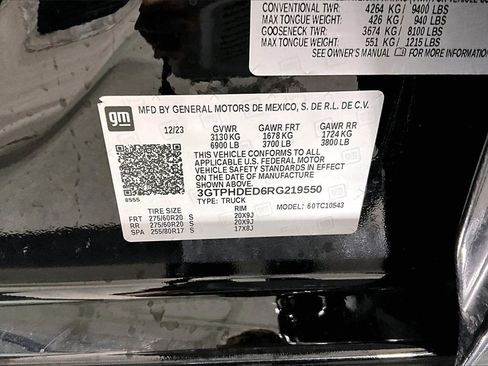 CONVENTIONAL TWR: 4264 KG/ 9400 LBS
MAX TONGUE WT: 426 KG / 940 LBS
GOOSENECK TWR: 3674 KG/ 8100 LBS
MAX TONGUE WT: 551 KG/ 1215 LBS
SEE OWNER'S MANUAL FOR MORE
gm
MFD BY GENERAL MOTORS DE MEXICO, S. DE R.L. DE C.V.
12/23 GVWR GAWR FRT GAWR RR
3130 KG 1678 KG 1724 KG
6900 LB 3700 LB 3800 LB
THIS VEHICLE CONFORMS TO ALL
APPLICABLE U.S. FEDERAL MOTOR
VEHICLE SAFETY STANDARDS IN EFFECT
ON THE DATE OF MANUFACTURE
SHOWN ABOVE.
3GTPHDED6RG219550
8555 TYPE: TRUCK MODEL: 60TC10543
TIRE RIM
FRT 275/60R20 S 20X9J
RR 275/60R20 S 20X9J
SPA 255/80R17 S 17X8J